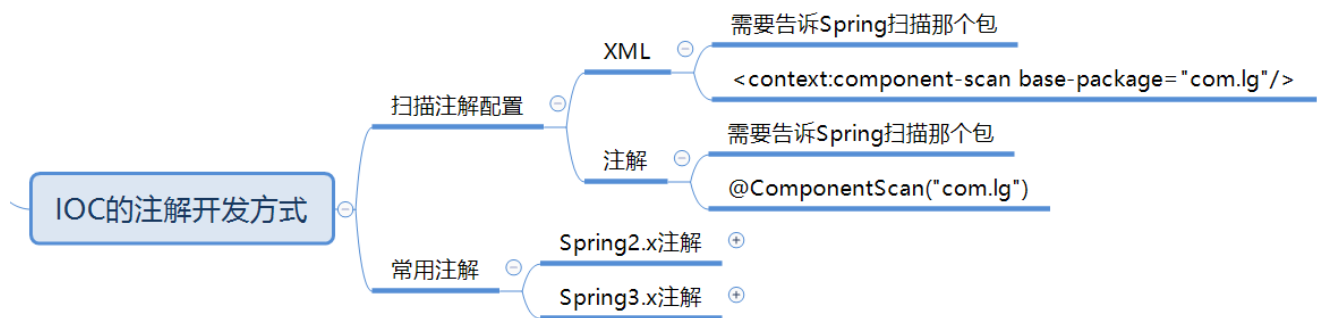 IOC的注解开发方式
扫描注解配置
XML
需要告诉Spring扫描那个包
<context:component-scan base-package="com.lg"/>
注解
需要告诉Spring扫描那个包
@ComponentScan("com.lg")
常用注解
Spring2.x注解
Spring3.x注解